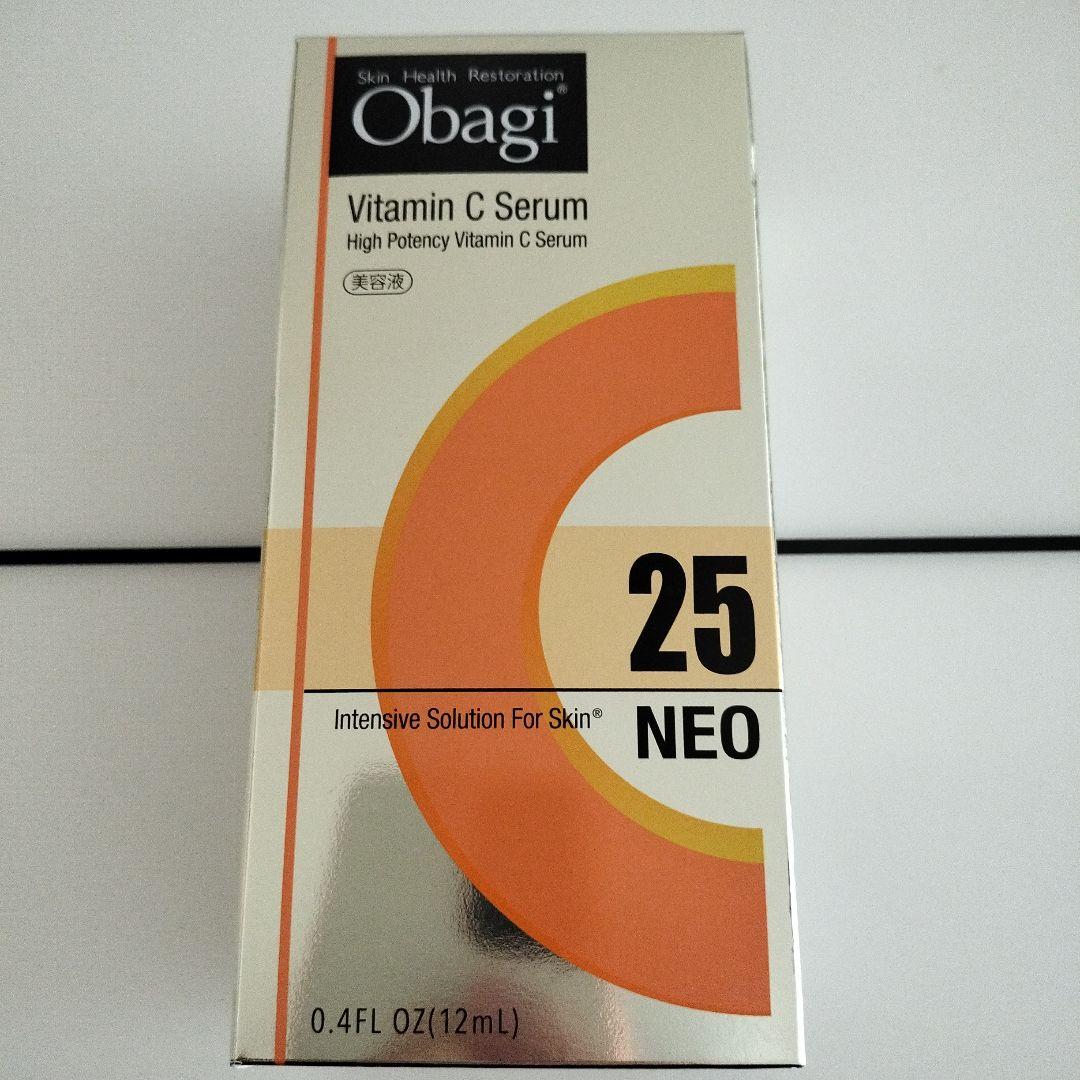 Skin Health Restoration
Obagi®
Vitamin C Serum
High Potency Vitamin C Serum
美容液
25
Intensive Solution For Skin®
NEO
0.4FL OZ(12mL)